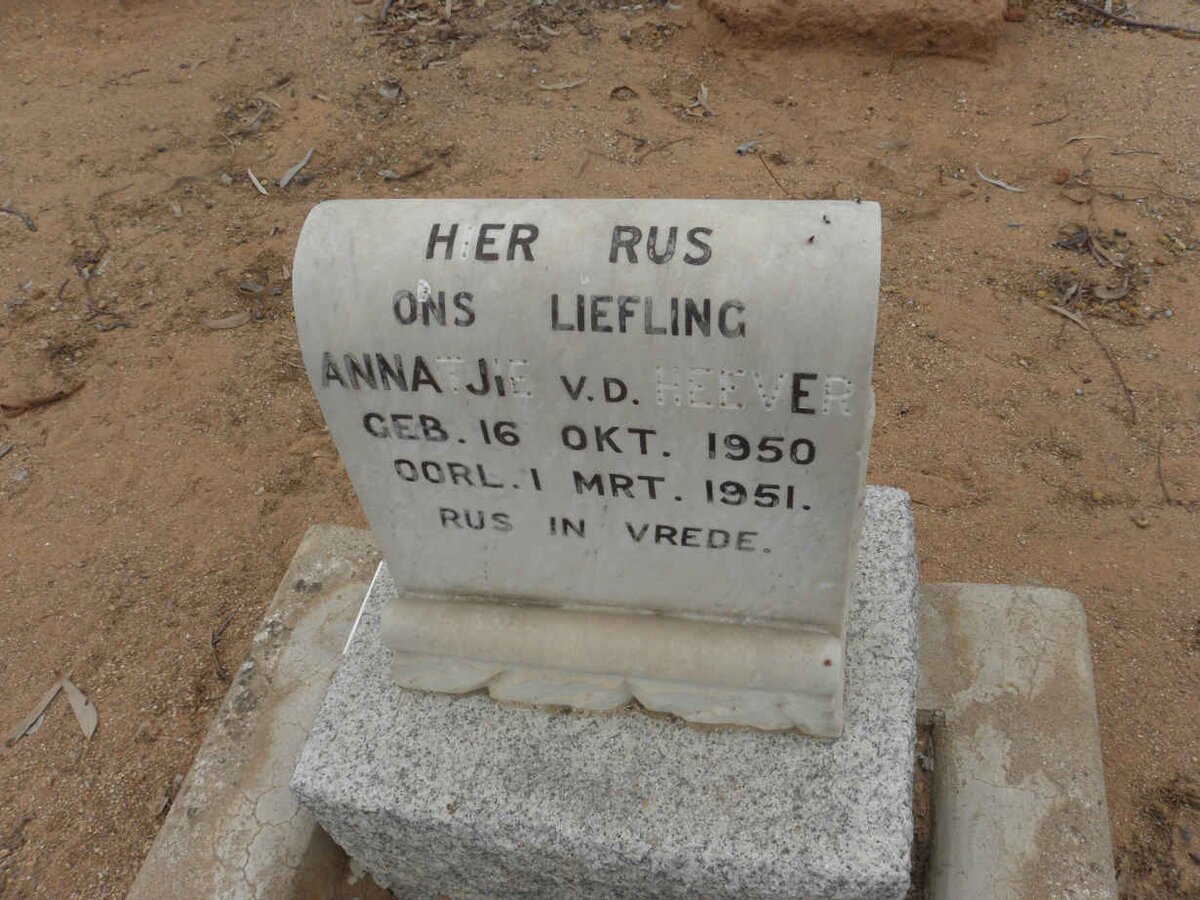 HIER RUS
ONS LIEFLING
ANNATJIE V.D. HEEVER
GEB. 16 OKT. 1950
OORL. 1 MRT. 1951.
RUS IN VREDE.